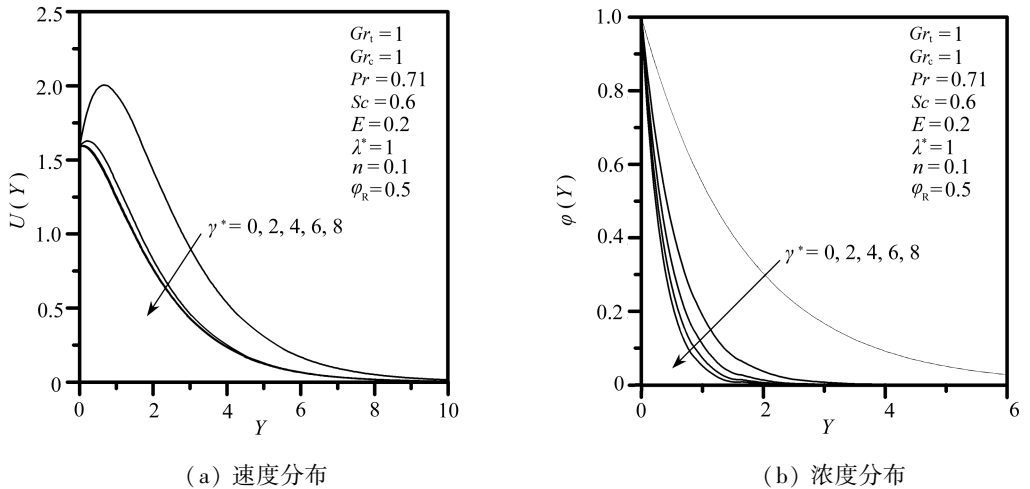 2.5
2.0
1.5
1.0
0.5
0
0
2
4
6
8
10
U(Y)
Y
Gr_t=1
Gr_c=1
Pr=0.71
Sc=0.6
E=0.2
λ*=1
n=0.1
φ_R=0.5
γ*= 0, 2, 4, 6, 8
(a) 速度分布
1.0
0.8
0.6
0.4
0.2
0
0
2
4
6
φ(Y)
Y
Gr_t=1
Gr_c=1
Pr=0.71
Sc=0.6
E=0.2
λ*=1
n=0.1
φ_R=0.5
γ*= 0, 2, 4, 6, 8
(b) 浓度分布